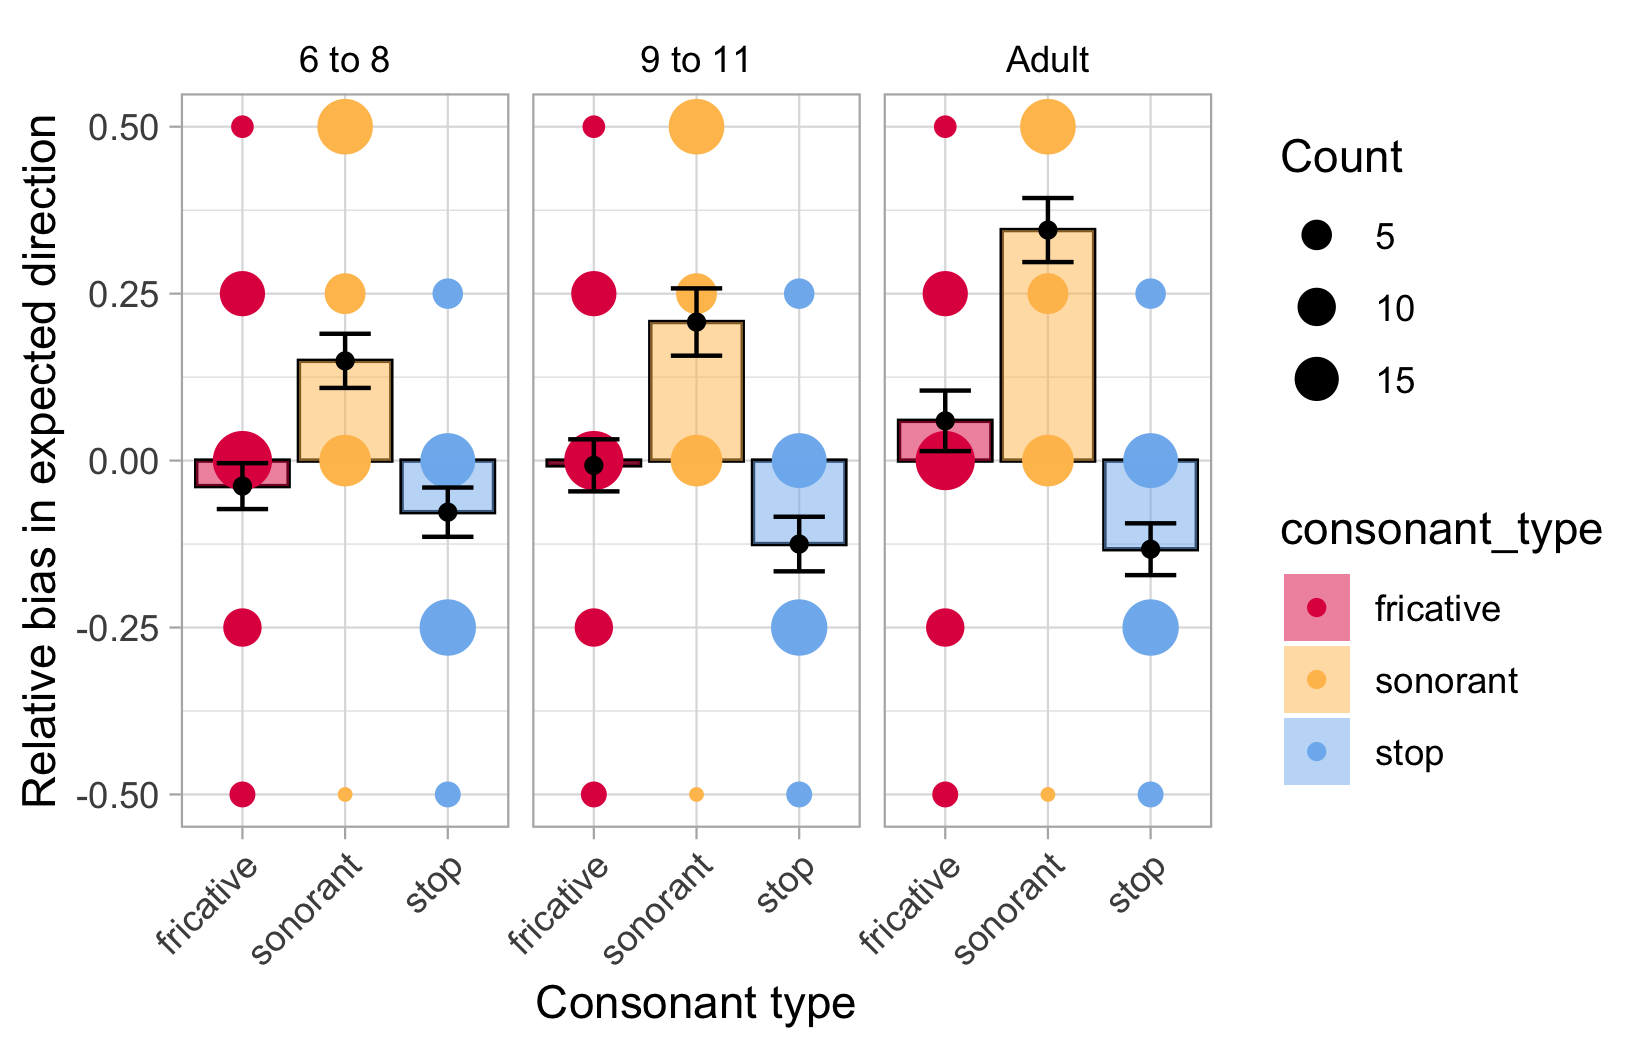 6 to 8
9 to 11
Adult
Relative bias in expected direction
0.50
0.25
0.00
-0.25
-0.50
fricative
sonorant
stop
fricative
sonorant
stop
fricative
sonorant
stop
Consonant type
Count
5
10
15
consonant_type
fricative
sonorant
stop